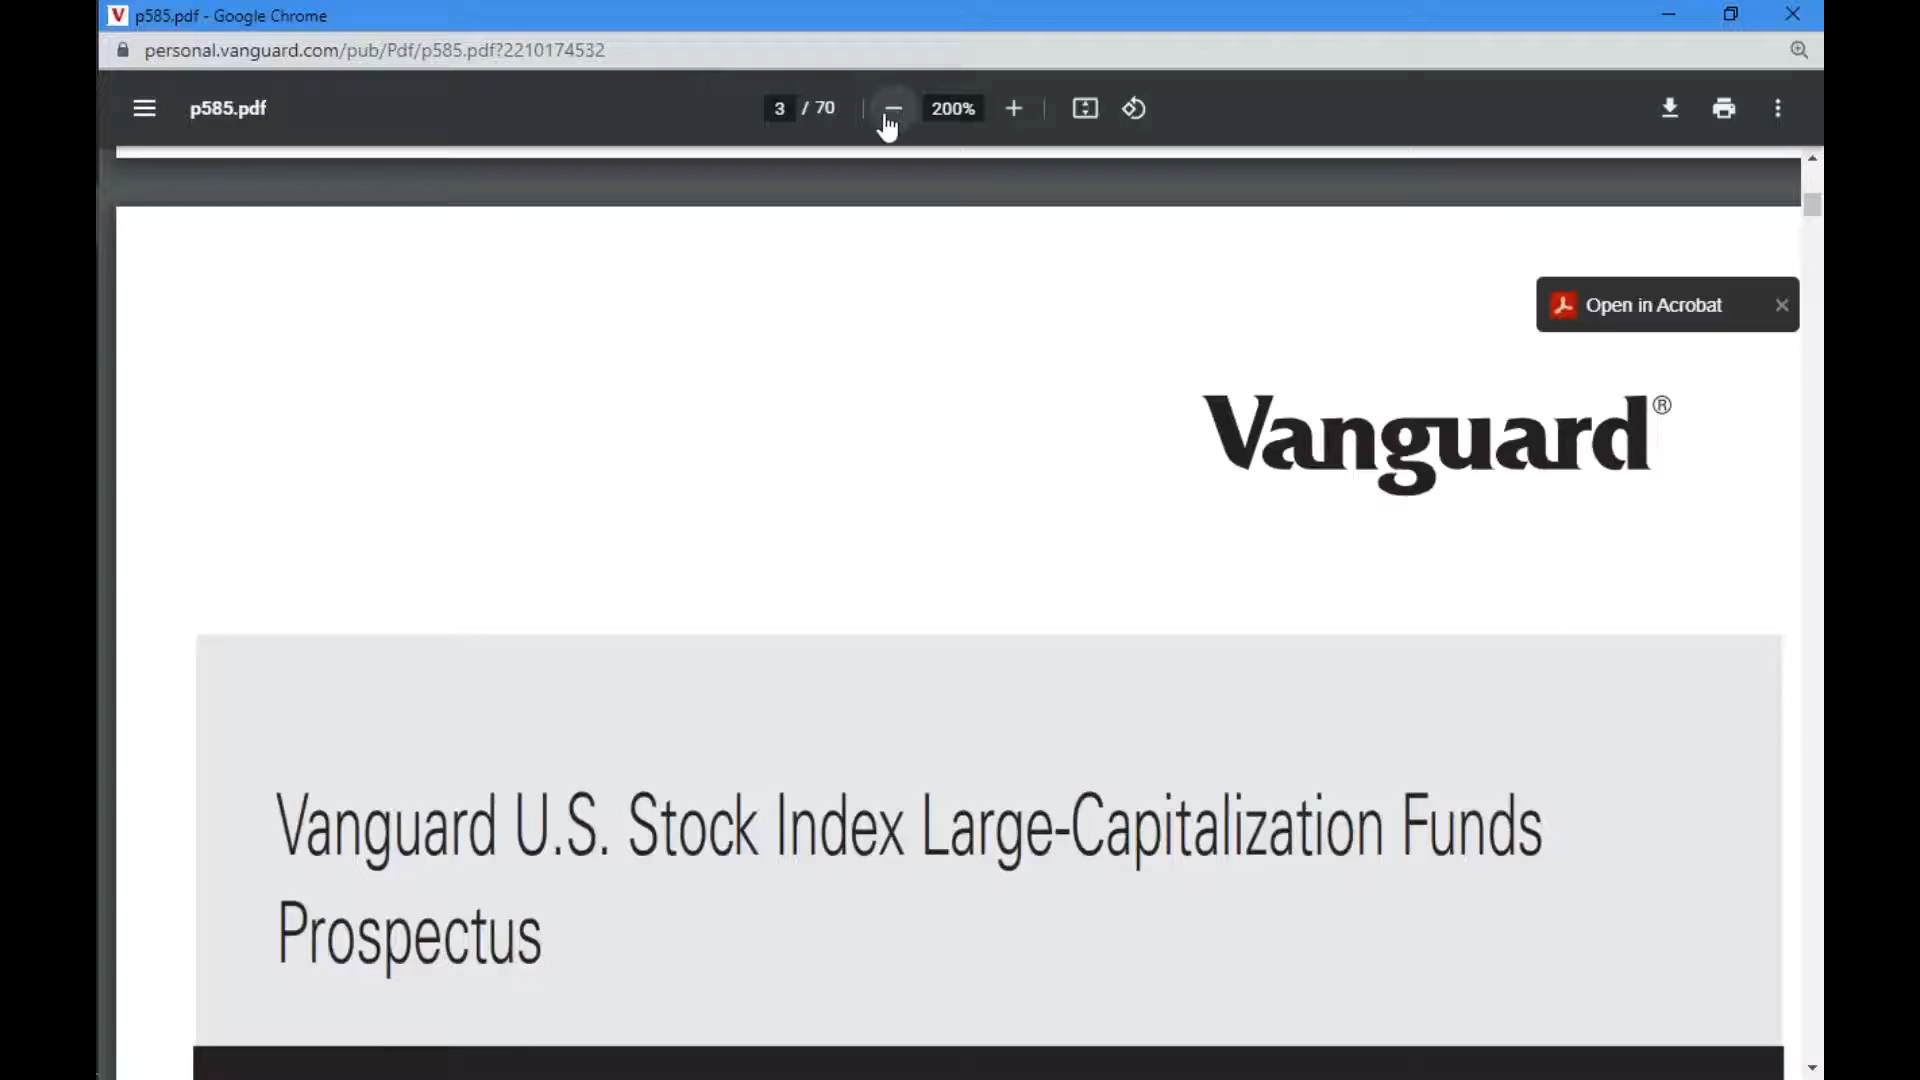 V p585.pdf - Google Chrome
personal.vanguard.com/pub/Pdf/p585.pdf?2210174532
p585.pdf
3 / 70
200%
Open in Acrobat
Vanguard®
Vanguard U.S. Stock Index Large-Capitalization Funds
Prospectus